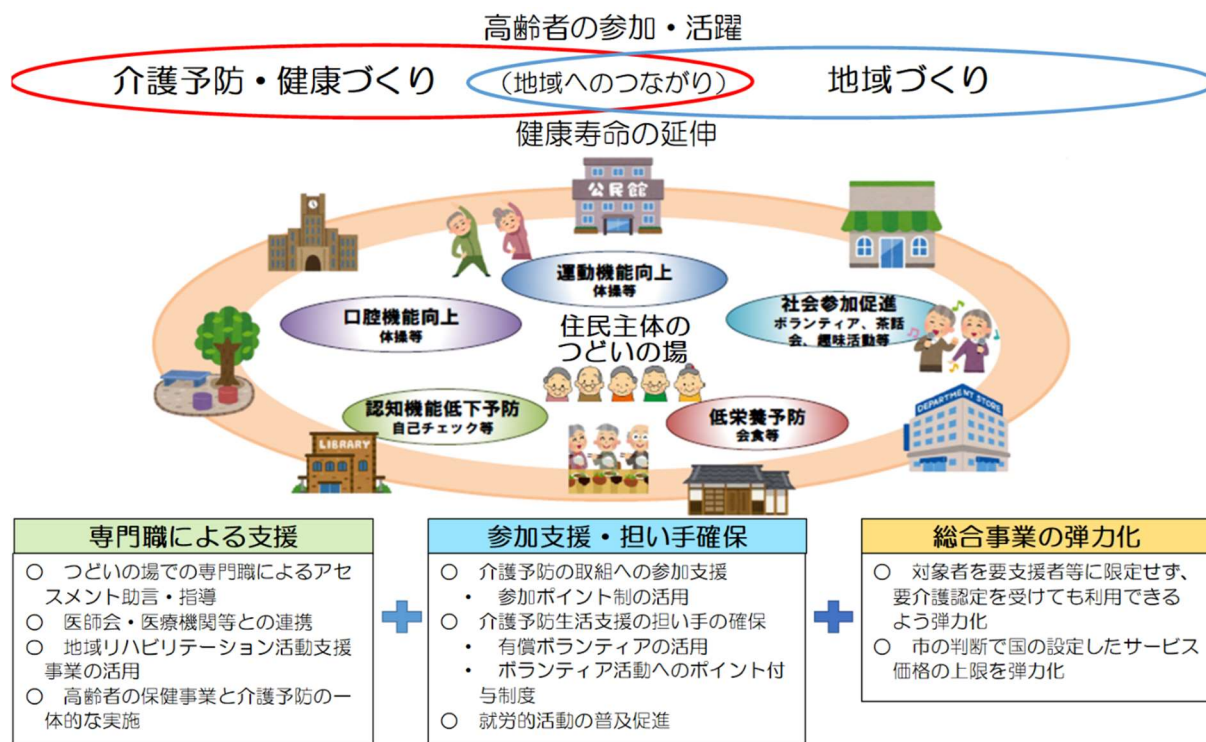 高齢者の参加・活躍
介護予防・健康づくり
（地域へのつながり）
地域づくり
健康寿命の延伸
公民館
運動機能向上
体操等
口腔機能向上
体操等
社会参加促進
ボランティア、茶話
会、趣味活動等
住民主体の
つどいの場
認知機能低下予防
自己チェック等
低栄養予防
会食等
DEPARTMENT STORE
LIBRARY
専門職による支援
○ つどいの場での専門職によるアセ
スメント助言・指導
○ 医師会・医療機関等との連携
○ 地域リハビリテーション活動支援
事業の活用
○ 高齢者の保健事業と介護予防の一
体的な実施
参加支援・担い手確保
○ 介護予防の取組への参加支援
・ 参加ポイント制の活用
○ 介護予防生活支援の担い手の確保
・ 有償ボランティアの活用
・ ボランティア活動へのポイント付
与制度
○ 就労的活動の普及促進
総合事業の弾力化
○ 対象者を要支援者等に限定せず、
要介護認定を受けても利用できる
よう弾力化
○ 市の判断で国の設定したサービス
価格の上限を弾力化